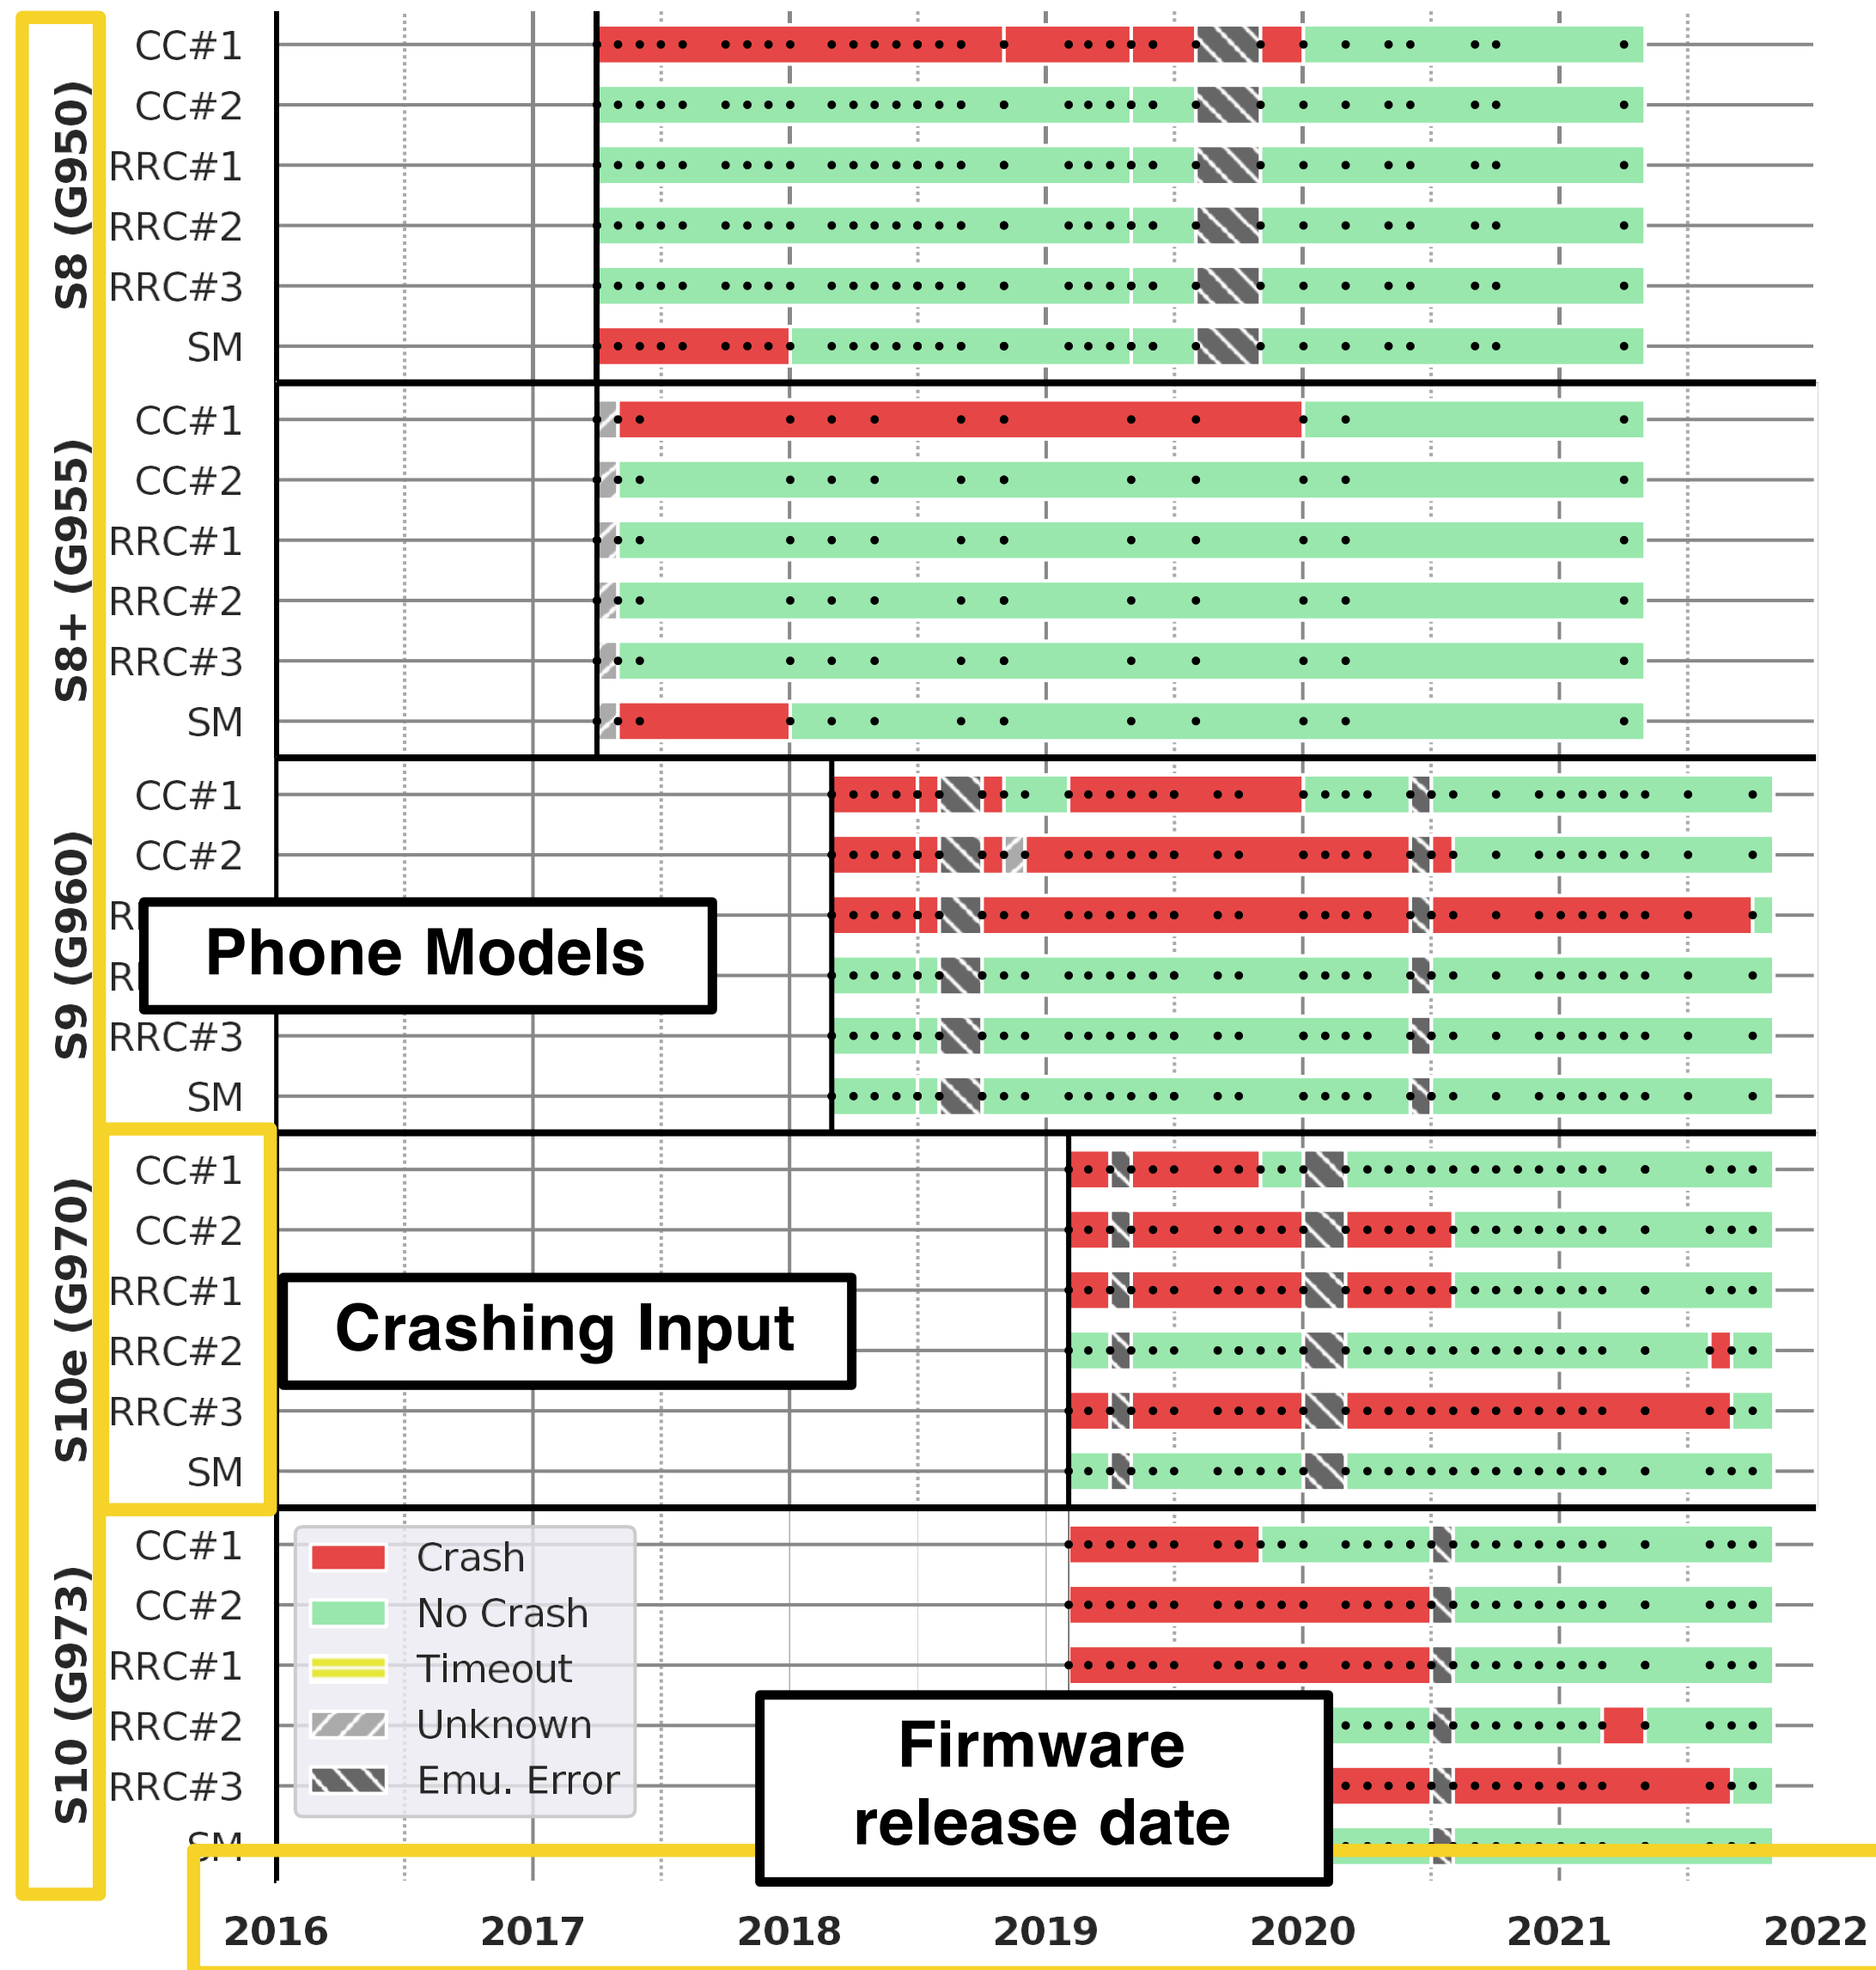 S8 (G950)
CC#1
CC#2
RRC#1
RRC#2
RRC#3
SM
S8+ (G955)
CC#1
CC#2
RRC#1
RRC#2
RRC#3
SM
S9 (G960)
CC#1
CC#2
Phone Models
RRC#3
SM
S10e (G970)
CC#1
CC#2
RRC#1
Crashing Input
RRC#2
RRC#3
SM
S10 (G973)
CC#1
CC#2
RRC#1
RRC#2
RRC#3
SM
Crash
No Crash
Timeout
Unknown
Emu. Error
Firmware
release date
2016 2017 2018 2019 2020 2021 2022